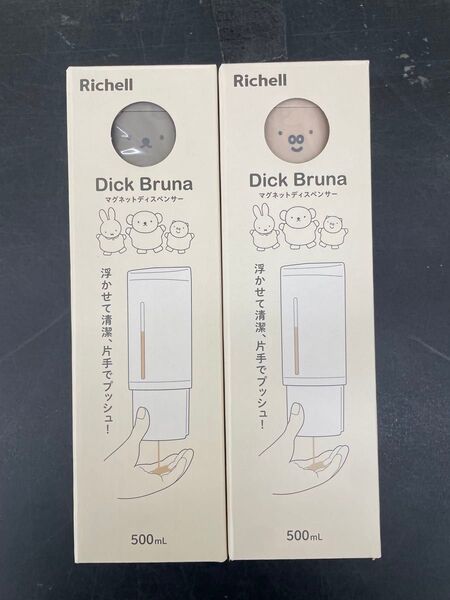 Richell
Dick Bruna
マグネットディスペンサー
浮かせて清潔、片手でプッシュ!
500mL
Richell
Dick Bruna
マグネットディスペンサー
浮かせて清潔、片手でプッシュ!
500mL